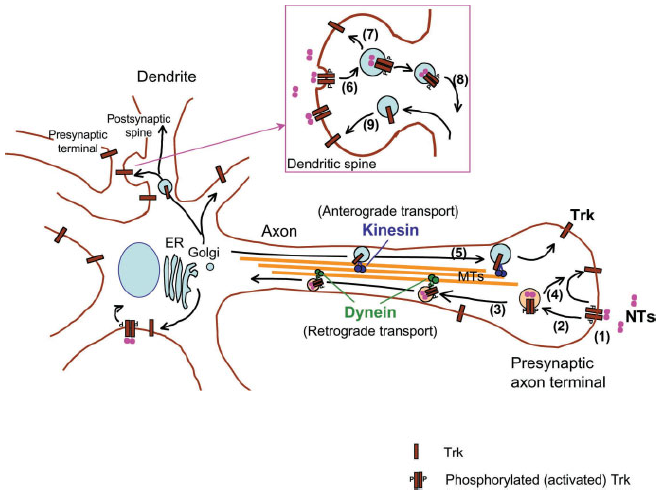 (7)
(6)
(8)
(9)
Dendritic spine
Dendrite
Postsynaptic
spine
Presynaptic
terminal
ER
Golgi
Axon
(Anterograde transport)
Kinesin
(5)
MTs
Trk
(4)
(3)
(2)
(1)
NTs
Dynein
(Retrograde transport)
Presynaptic
axon terminal
P P
Trk
P P Phosphorylated (activated) Trk